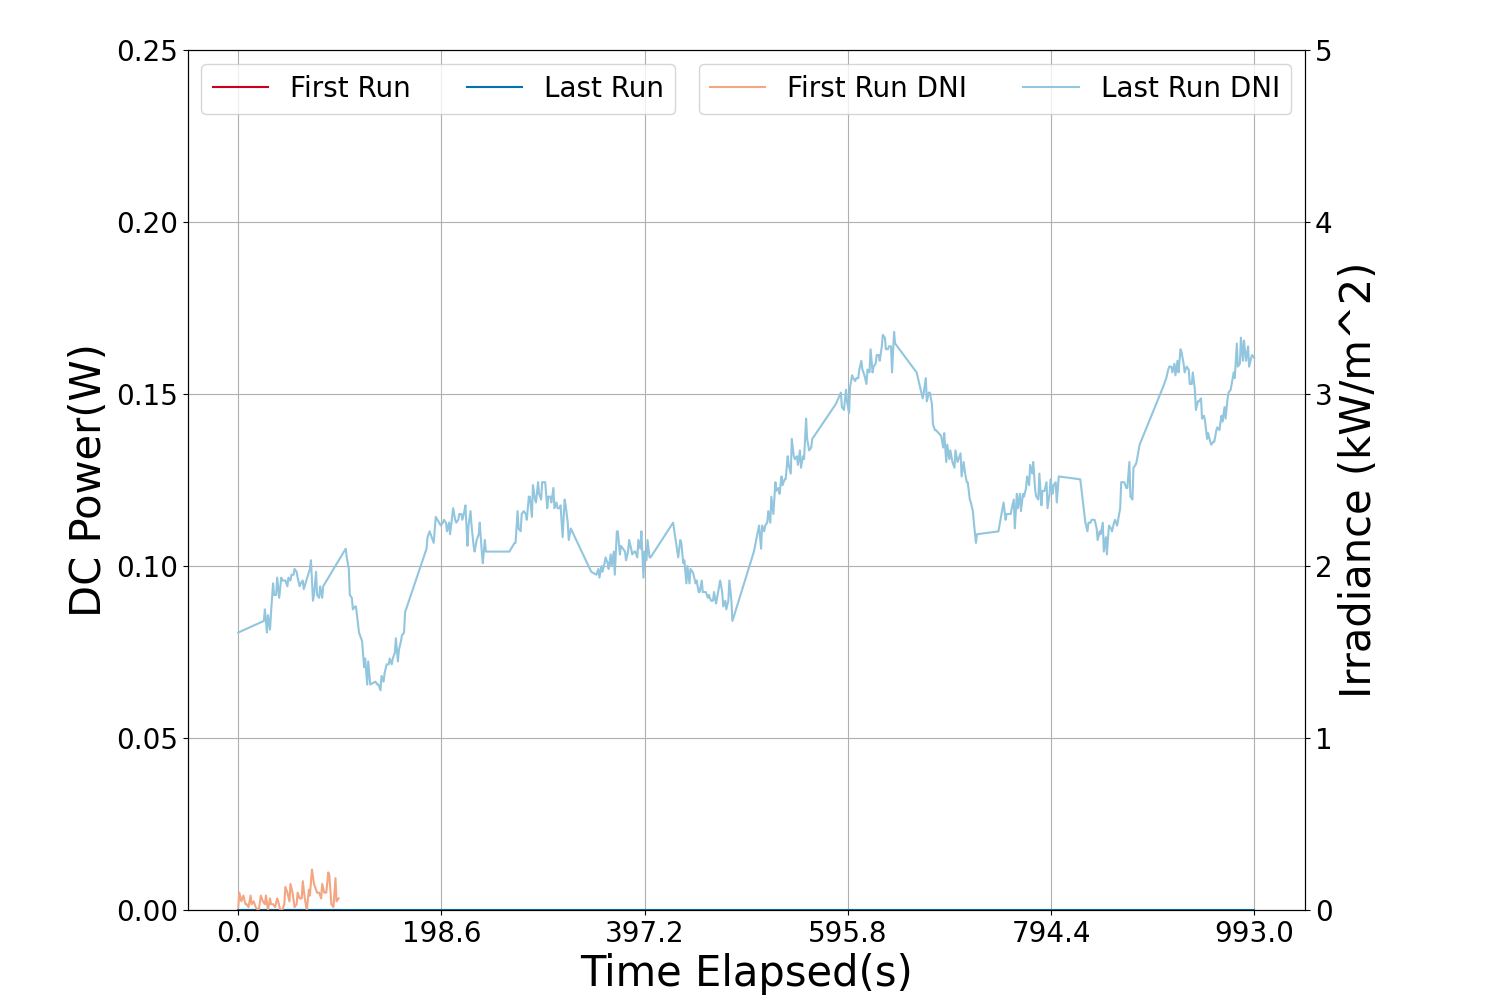 First Run
Last Run
First Run DNI
Last Run DNI
DC Power(W)
0.25
0.20
0.15
0.10
0.05
0.00
5
4
3
2
1
0
Irradiance (kW/m^2)
0.0
198.6
397.2
595.8
794.4
993.0
Time Elapsed(s)